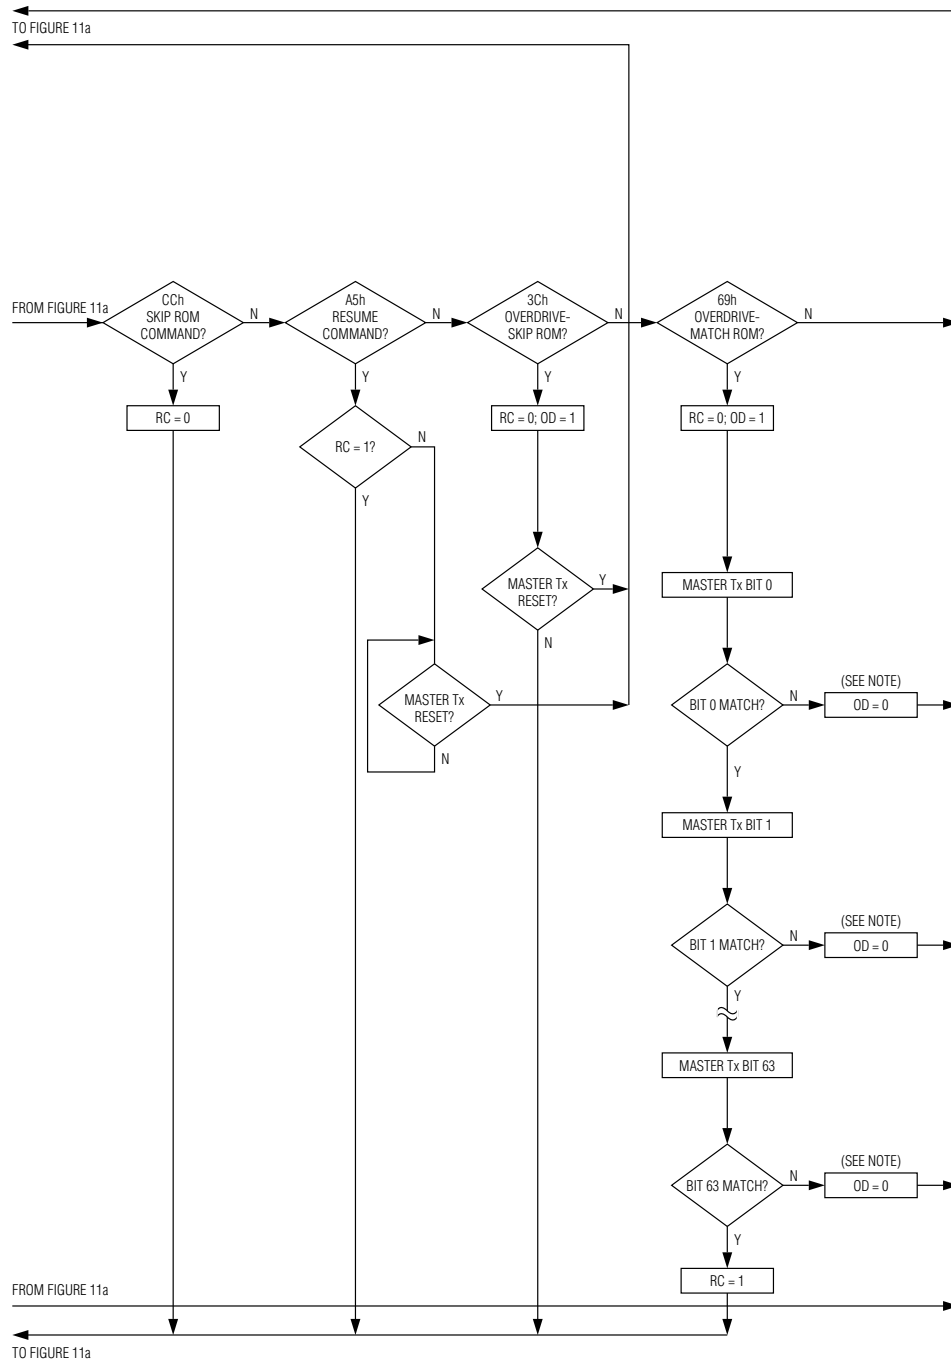 TO FIGURE 11a
FROM FIGURE 11a
CCh
SKIP ROM
COMMAND?
N
Y
RC = 0
A5h
RESUME
COMMAND?
N
Y
RC = 1?
N
Y
MASTER Tx
RESET?
Y
N
3Ch
OVERDRIVE-
SKIP ROM?
N
Y
RC = 0; OD = 1
MASTER Tx
RESET?
Y
N
69h
OVERDRIVE-
MATCH ROM?
N
Y
RC = 0; OD = 1
MASTER Tx BIT 0
BIT 0 MATCH?
N
(SEE NOTE)
OD = 0
Y
MASTER Tx BIT 1
BIT 1 MATCH?
N
(SEE NOTE)
OD = 0
Y
MASTER Tx BIT 63
BIT 63 MATCH?
N
(SEE NOTE)
OD = 0
Y
RC = 1
FROM FIGURE 11a
TO FIGURE 11a